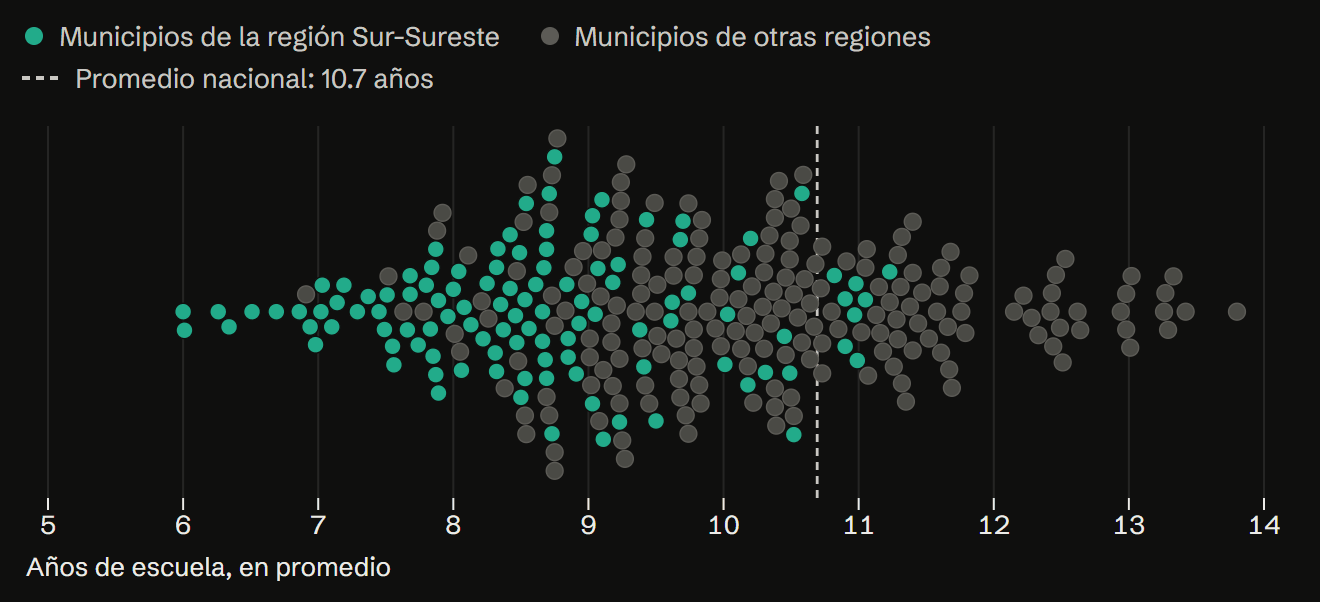 Municipios de la región Sur-Sureste Municipios de otras regiones
Promedio nacional: 10.7 años
5 6 7 8 9 10 11 12 13 14
Años de escuela, en promedio